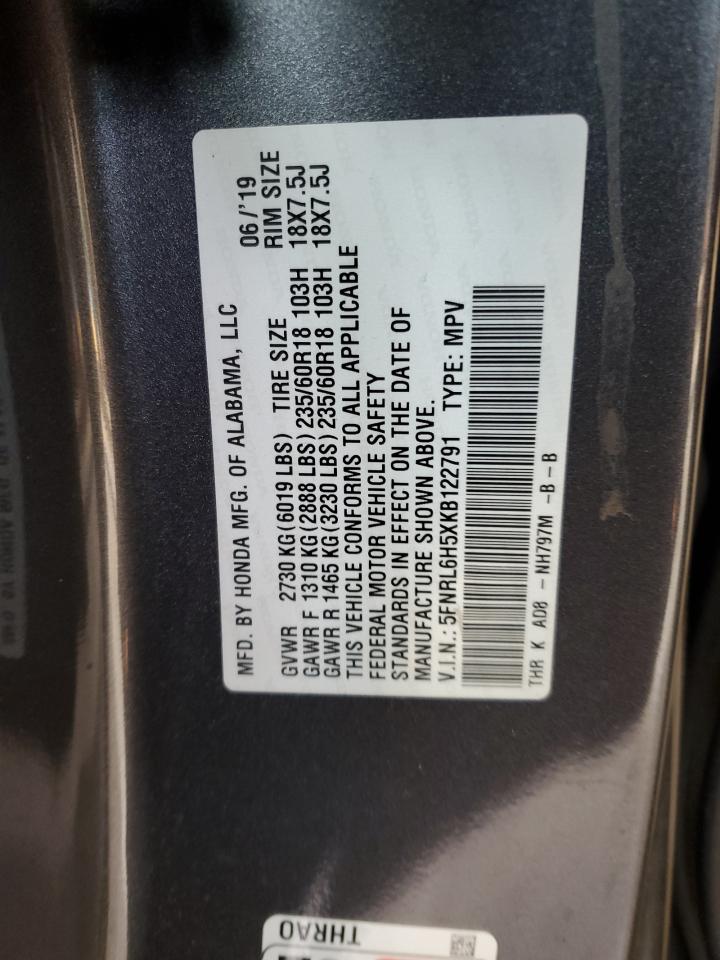 MFD. BY HONDA MFG. OF ALABAMA, LLC 06/'19
GVWR 2730 KG(6019 LBS) TIRE SIZE RIM SIZE
GAWR F 1310 KG(2888 LBS)235/60R18 103H 18X7.5J
GAWR R 1465 KG(3230 LBS)235/60R18 103H 18X7.5J
THIS VEHICLE CONFORMS TO ALL APPLICABLE
FEDERAL MOTOR VEHICLE SAFETY
STANDARDS IN EFFECT ON THE DATE OF
MANUFACTURE SHOWN ABOVE.
V.I.N.:5FNRL6H5XKB122791 TYPE: MPV
THR K AD8 -NH797M -B-B
THRAO